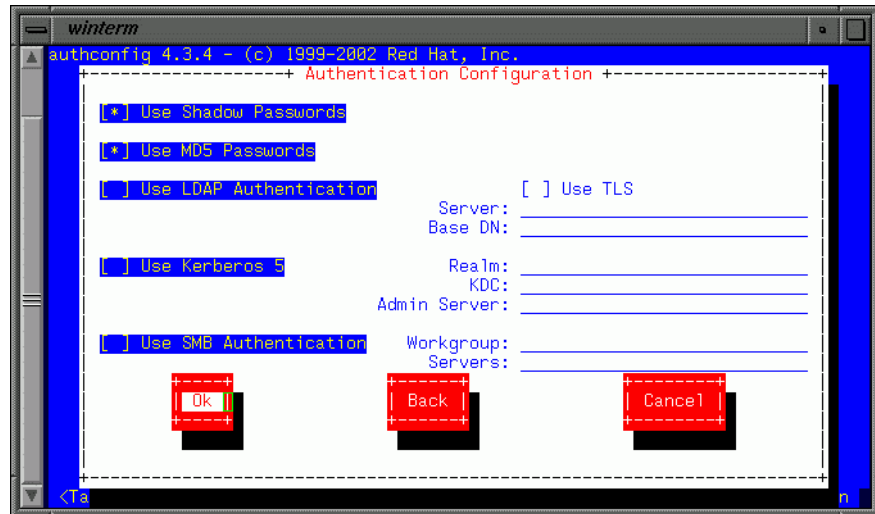 winterm
authconfig 4.3.4 - (c) 1999-2002 Red Hat, Inc.
Authentication Configuration
[*] Use Shadow Passwords
[*] Use MD5 Passwords
[ ] Use LDAP Authentication [ ] Use TLS
Server:
Base DN:
[ ] Use Kerberos 5 Realm:
KDC:
Admin Server:
[ ] Use SMB Authentication Workgroup:
Servers:
Ok Back Cancel
<Ta n